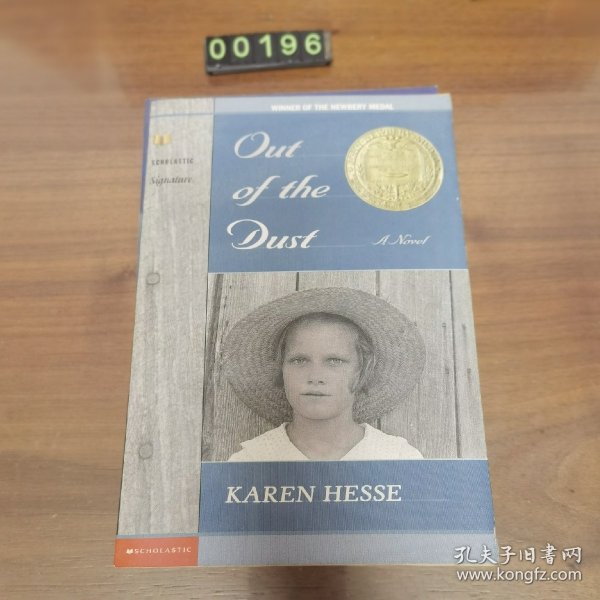 00196
WINNER OF THE NEWBERY MEDAL
SCHOLASTIC
Signature
Out
of the
Dust
A Novel
KAREN HESSE
SCHOLASTIC
孔夫子旧书网
www.kongfz.com